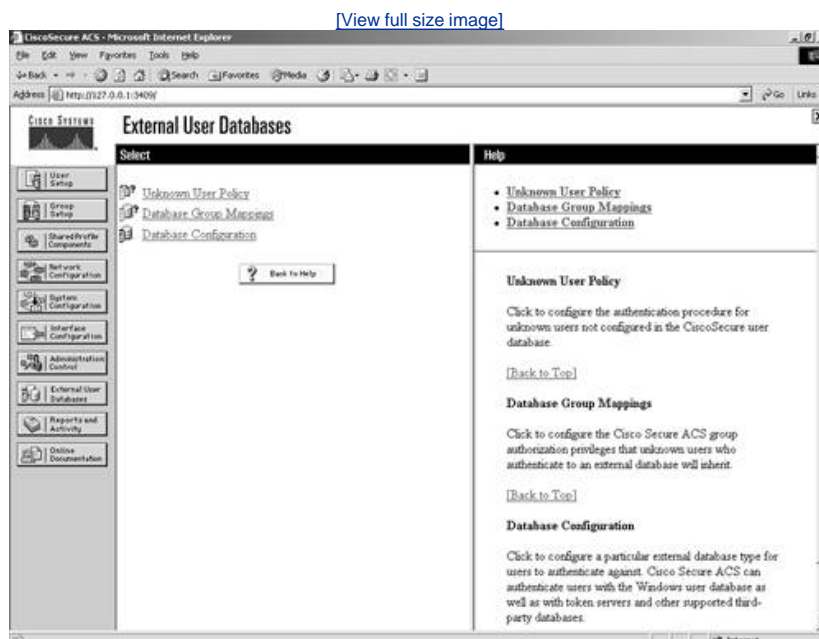 [View full size image]
CiscoSecure ACS - Microsoft Internet Explorer
File Edit View Favorites Tools Help
Back Search Favorites Media
Address http://127.0.0.1:3409/ Go Links
Cisco Systems
External User Databases
Select
User Setup
Group Setup
Shared Profile Components
Network Configuration
System Configuration
Interface Configuration
Administration Control
External User Databases
Reports and Activity
Online Documentation
Unknown User Policy
Database Group Mappings
Database Configuration
Back to Help
Help
Unknown User Policy
Database Group Mappings
Database Configuration
Unknown User Policy
Click to configure the authentication procedure for
unknown users not configured in the CiscoSecure user
database.
[Back to Top]
Database Group Mappings
Click to configure the Cisco Secure ACS group
authorization privileges that unknown users who
authenticate to an external database will inherit.
[Back to Top]
Database Configuration
Click to configure a particular external database type for
users to authenticate against. Cisco Secure ACS can
authenticate users with the Windows user database as
well as with token servers and other supported third-
party databases.